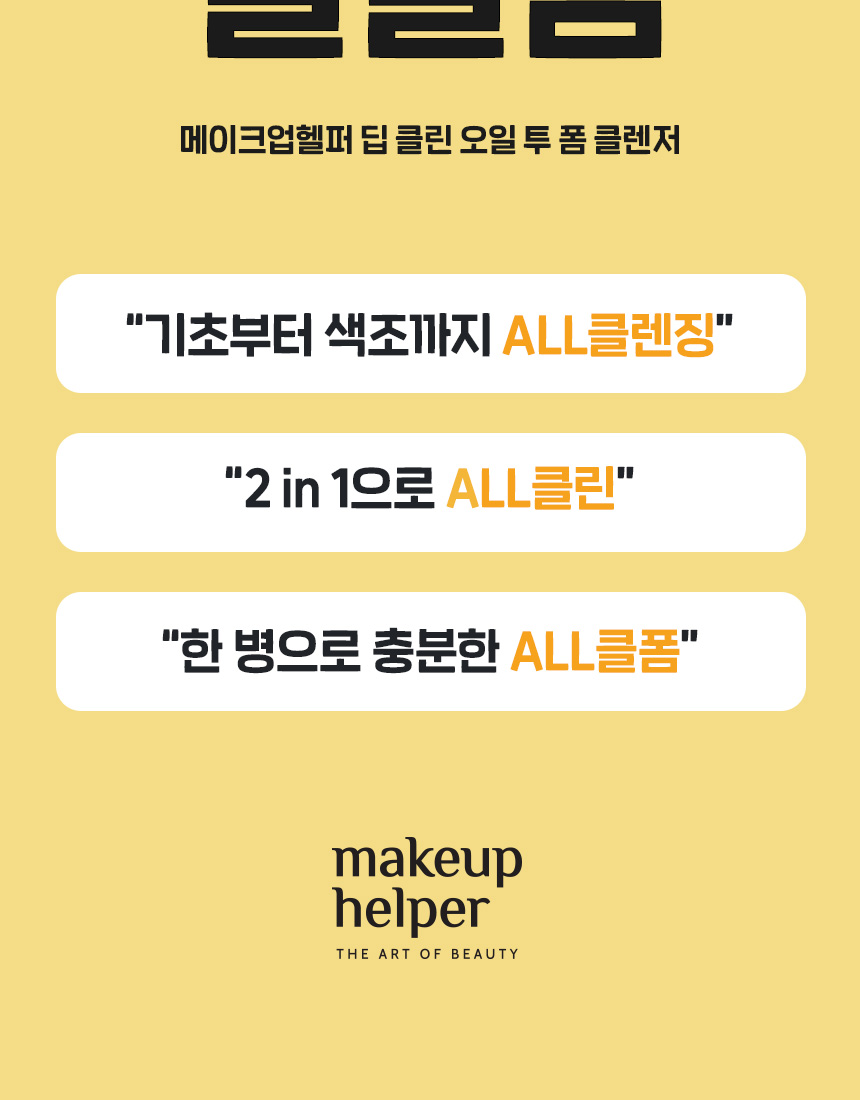 메이크업헬퍼 딥 클린 오일 투 폼 클렌저
"기초부터 색조까지 ALL클렌징"
"2 in 1으로 ALL클린"
"한 병으로 충분한 ALL클폼"
makeup
helper
THE ART OF BEAUTY